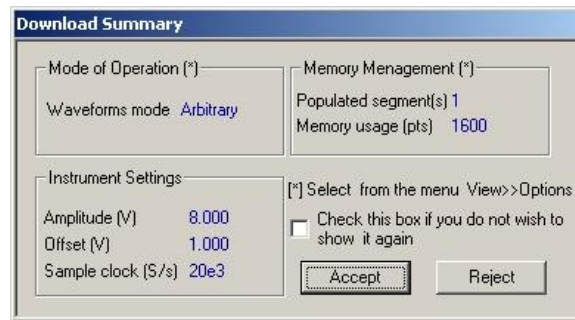 Download Summary
Mode of Operation (*)
Waveforms mode Arbitrary
Memory Menagement (*)
Populated segment(s) 1
Memory usage (pts) 1600
Instrument Settings
Amplitude (V) 8.000
Offset (V) 1.000
Sample clock (S/s) 20e3
[*] Select from the menu View>>Options
Check this box if you do not wish to
show it again
Accept
Reject